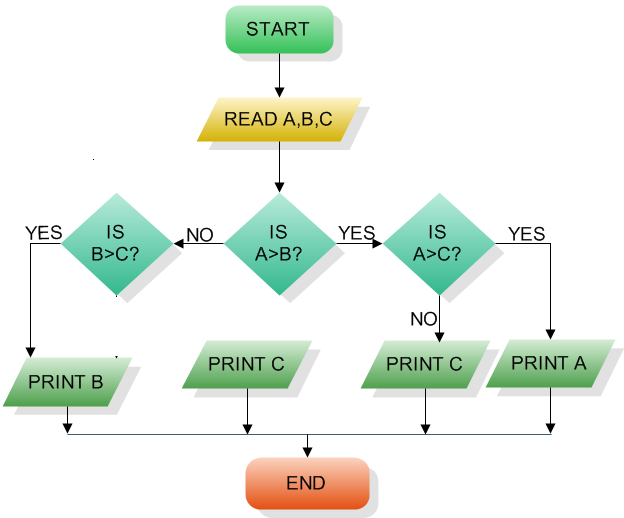 START
READ A,B,C
YES
IS
B>C?
NO
IS
A>B?
YES
IS
A>C?
YES
NO
PRINT B
PRINT C
PRINT C
PRINT A
END